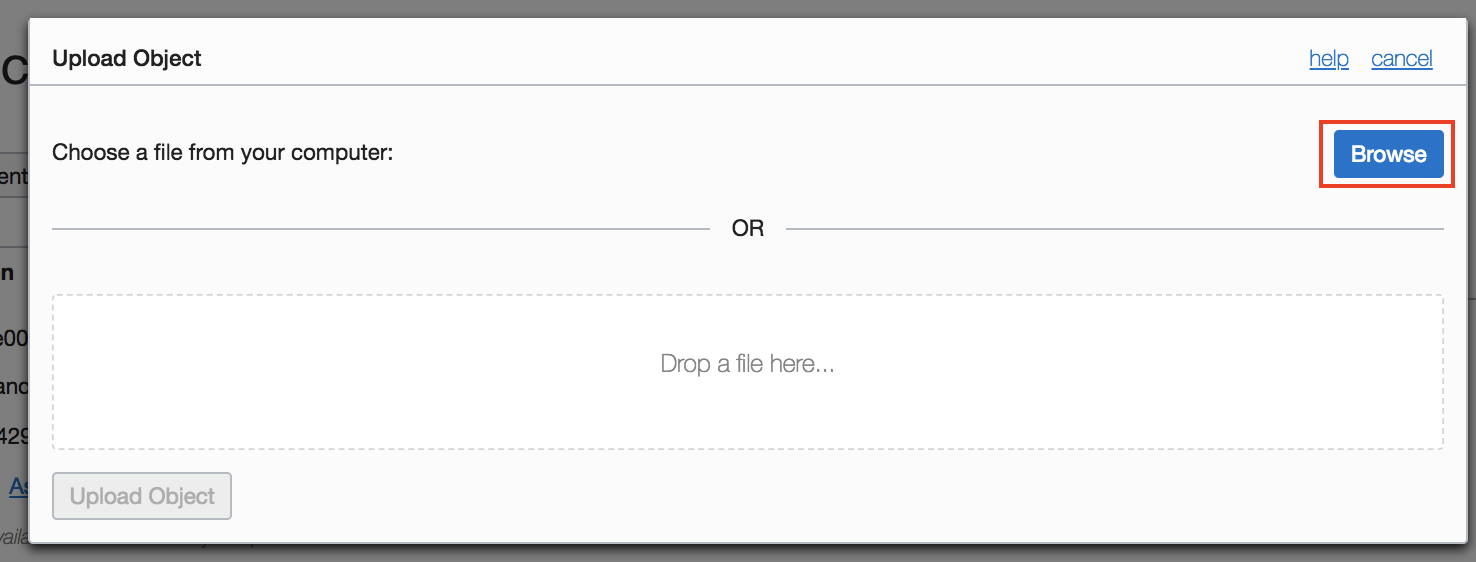 Upload Object
help cancel
Choose a file from your computer:
Browse
OR
Drop a file here...
Upload Object